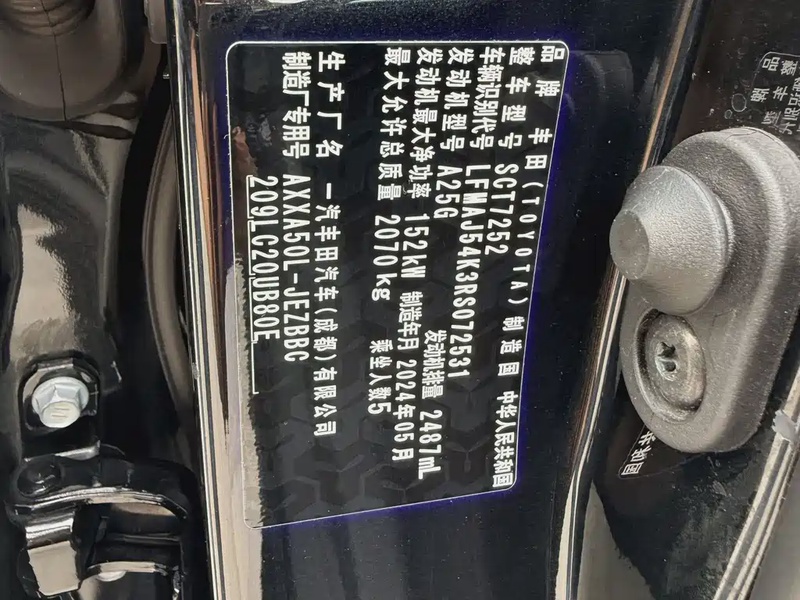 品牌 丰田(TOYOTA) 制造国 中华人民共和国
整车型号 SCT7252
车辆识别代号 LFMAJ54K3RS072531
发动机型号 A25G 发动机排量 2487mL
发动机最大净功率 152kW 制造年月 2024年05月
最大允许总质量 2070kg 乘坐人数5
生产厂名 一汽丰田汽车(成都)有限公司
制造厂专用号 AXXA50L-JEZBBC
209LC20UB80E